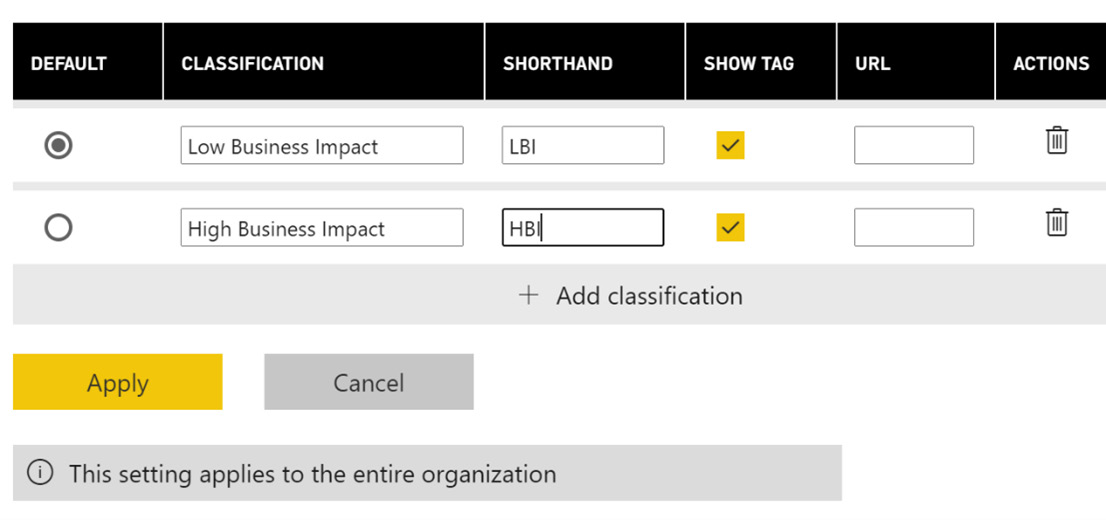 DEFAULT CLASSIFICATION SHORTHAND SHOW TAG URL ACTIONS
Low Business Impact LBI
High Business Impact HBI
+ Add classification
Apply Cancel
This setting applies to the entire organization